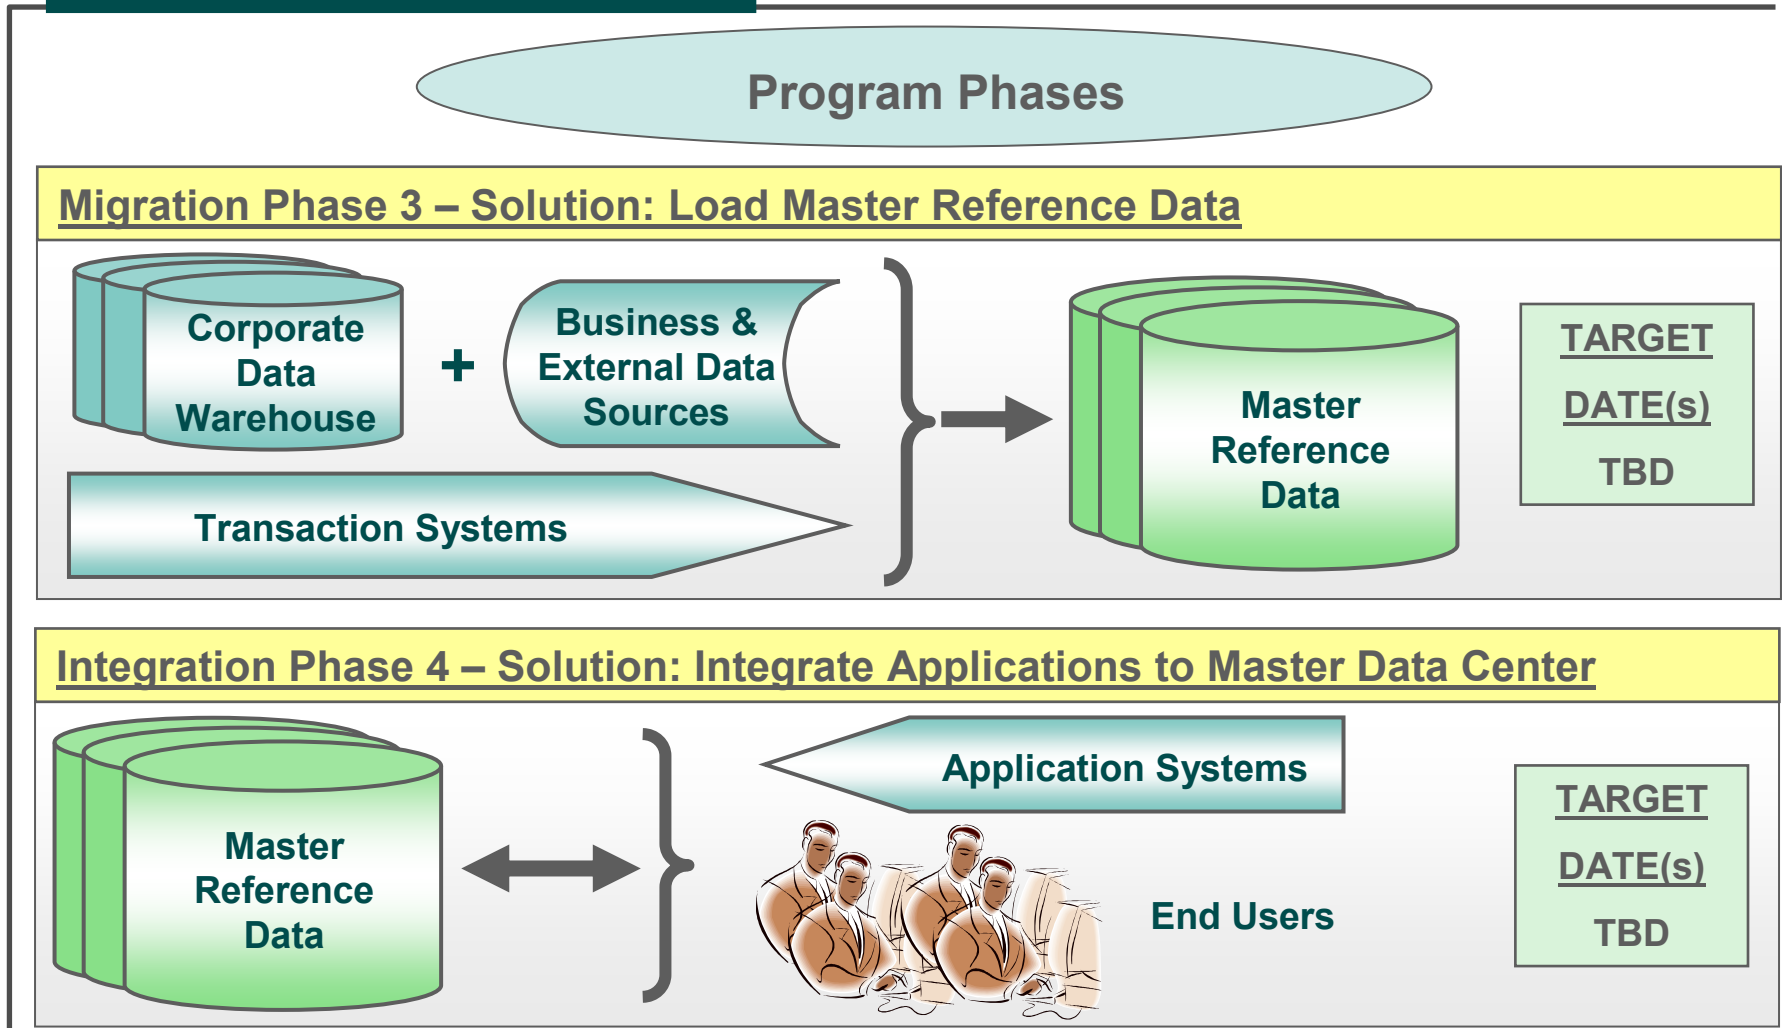 Program Phases
Migration Phase 3 – Solution: Load Master Reference Data
Corporate
Data
Warehouse
+
Business &
External Data
Sources
Transaction Systems
Master
Reference
Data
TARGET
DATE(s)
TBD
Integration Phase 4 – Solution: Integrate Applications to Master Data Center
Master
Reference
Data
Application Systems
End Users
TARGET
DATE(s)
TBD